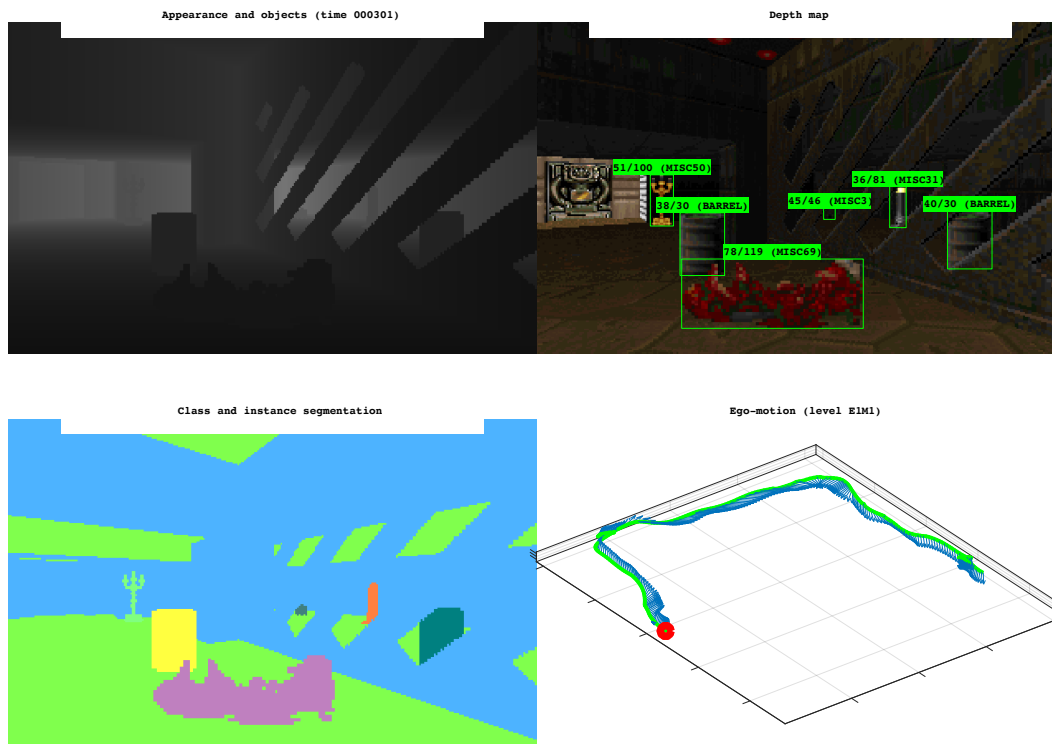 Appearance and objects (time 000301)
Depth map
51/100 (MISC50)
36/81 (MISC31)
45/46 (MISC3)
38/30 (BARREL)
40/30 (BARREL)
78/119 (MISC69)
Class and instance segmentation
Ego-motion (level E1M1)